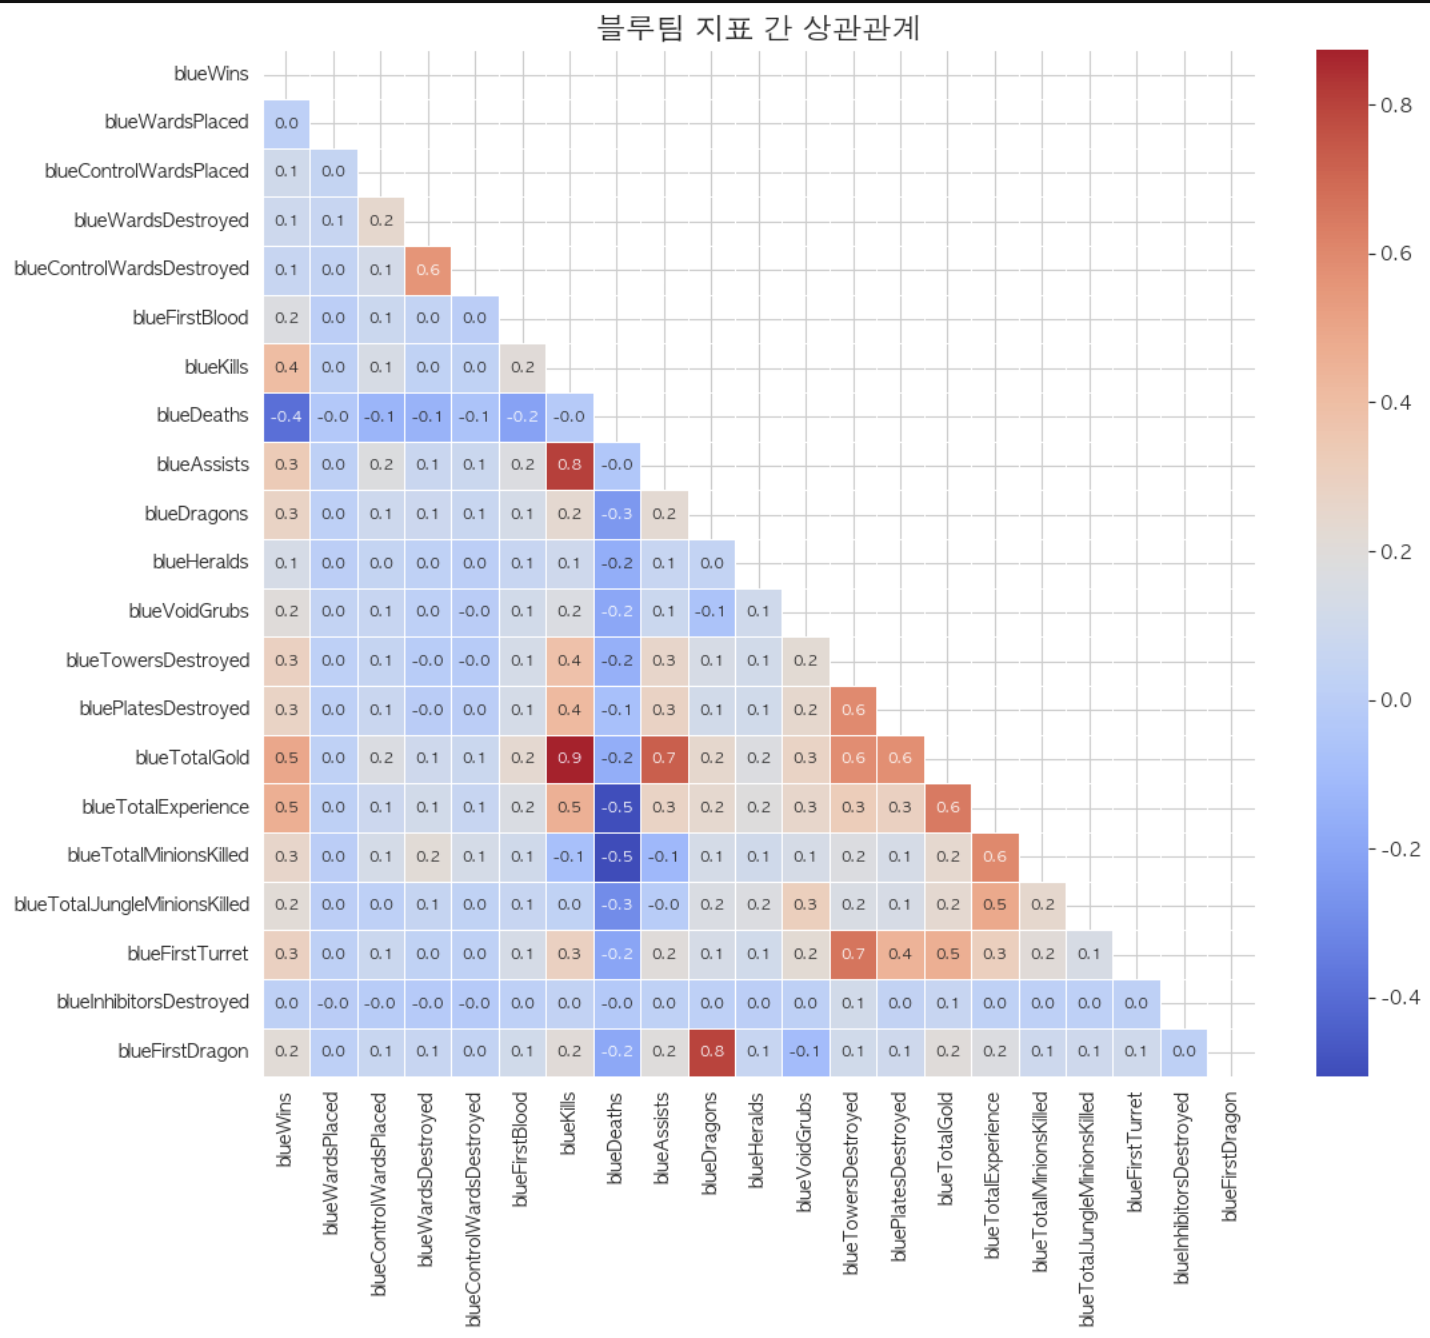 블루팀 지표 간 상관관계
blueWins
blueWardsPlaced 0.0
blueControlWardsPlaced 0.1 0.0
blueWardsDestroyed 0.1 0.1 0.2
blueControlWardsDestroyed 0.1 0.0 0.1 0.6
blueFirstBlood 0.2 0.0 0.1 0.0 0.0
blueKills 0.4 0.0 0.1 0.0 0.0 0.2
blueDeaths -0.4 -0.0 -0.1 -0.1 -0.1 -0.2 -0.0
blueAssists 0.3 0.0 0.2 0.1 0.1 0.2 0.8 -0.0
blueDragons 0.3 0.0 0.1 0.1 0.1 0.1 0.2 -0.3 0.2
blueHeralds 0.1 0.0 0.0 0.0 0.0 0.1 0.1 -0.2 0.1 0.0
blueVoidGrubs 0.2 0.0 0.1 0.0 -0.0 0.1 0.2 -0.2 0.1 -0.1 0.1
blueTowersDestroyed 0.3 0.0 0.1 -0.0 -0.0 0.1 0.4 -0.2 0.3 0.1 0.1 0.2
bluePlatesDestroyed 0.3 0.0 0.1 -0.0 0.0 0.1 0.4 -0.1 0.3 0.1 0.1 0.2 0.6
blueTotalGold 0.5 0.0 0.2 0.1 0.1 0.2 0.9 -0.2 0.7 0.2 0.2 0.3 0.6 0.6
blueTotalExperience 0.5 0.0 0.1 0.1 0.1 0.2 0.5 -0.5 0.3 0.2 0.2 0.3 0.3 0.3 0.6
blueTotalMinionsKilled 0.3 0.0 0.1 0.2 0.1 0.1 -0.1 -0.5 -0.1 0.1 0.1 0.1 0.2 0.1 0.2 0.6
blueTotalJungleMinionsKilled 0.2 0.0 0.0 0.1 0.0 0.1 0.0 -0.3 -0.0 0.2 0.2 0.3 0.2 0.1 0.2 0.5 0.2
blueFirstTurret 0.3 0.0 0.1 0.0 0.0 0.1 0.3 -0.2 0.2 0.1 0.1 0.2 0.7 0.4 0.5 0.3 0.2 0.1
blueInhibitorsDestroyed 0.0 -0.0 -0.0 -0.0 -0.0 0.0 0.0 -0.0 0.0 0.0 0.0 0.0 0.1 0.0 0.1 0.0 0.0 0.0 0.0
blueFirstDragon 0.2 0.0 0.1 0.1 0.0 0.1 0.2 -0.2 0.2 0.8 0.1 -0.1 0.1 0.1 0.2 0.2 0.1 0.1 0.1 0.0
blueWins
blueWardsPlaced
blueControlWardsPlaced
blueWardsDestroyed
blueControlWardsDestroyed
blueFirstBlood
blueKills
blueDeaths
blueAssists
blueDragons
blueHeralds
blueVoidGrubs
blueTowersDestroyed
bluePlatesDestroyed
blueTotalGold
blueTotalExperience
blueTotalMinionsKilled
blueTotalJungleMinionsKilled
blueFirstTurret
blueInhibitorsDestroyed
blueFirstDragon
0.8
0.6
0.4
0.2
0.0
-0.2
-0.4